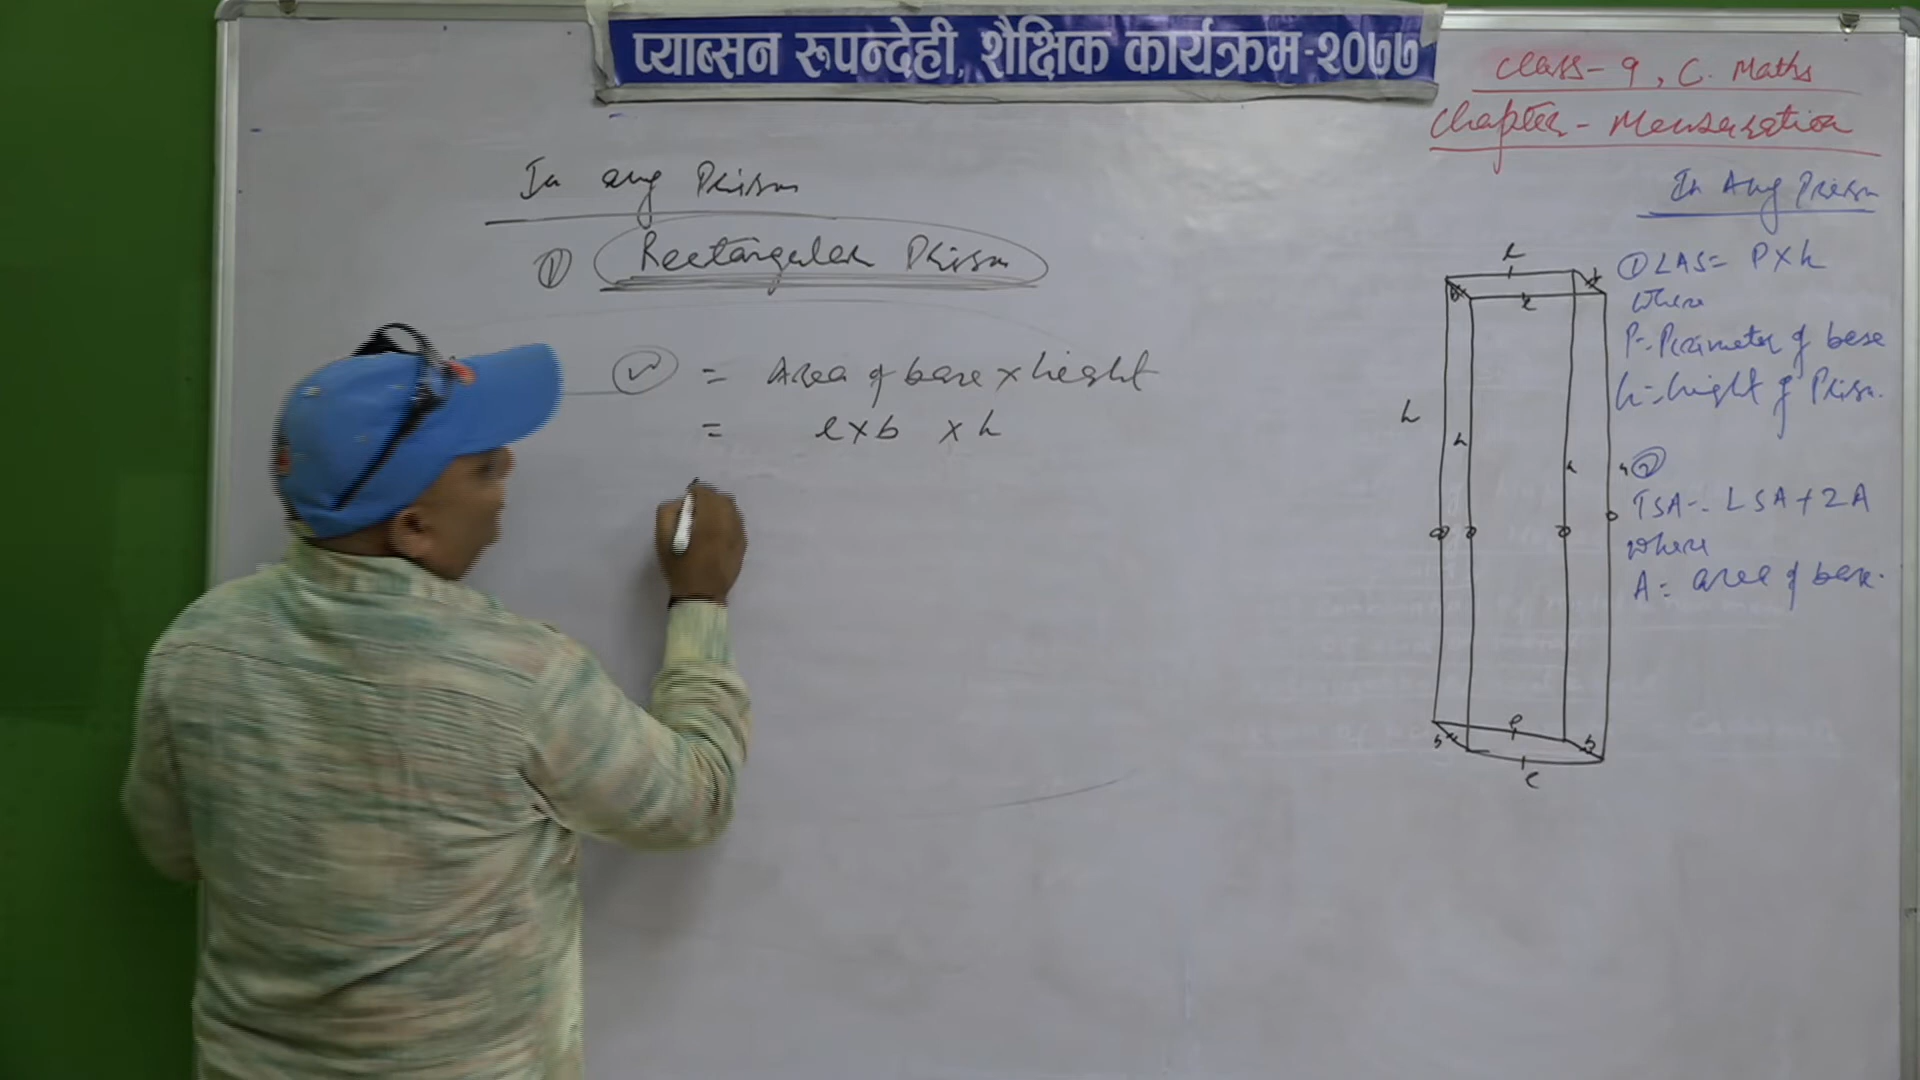 प्याब्सन रूपन्देही, शैक्षिक कार्यक्रम-२०७७
Class-9, C. Maths
Chapter- Mensuration
In any Prism
① Rectangular Prism
V = Area of base x height
= l x b x h
In Any Prism
① LAS = P X h
where
P = Perimeter of base
h = height of Prism.
②
TSA = LSA + 2A
where
A = area of base.
l
b
l
h
h
h
h
l
b
b
l